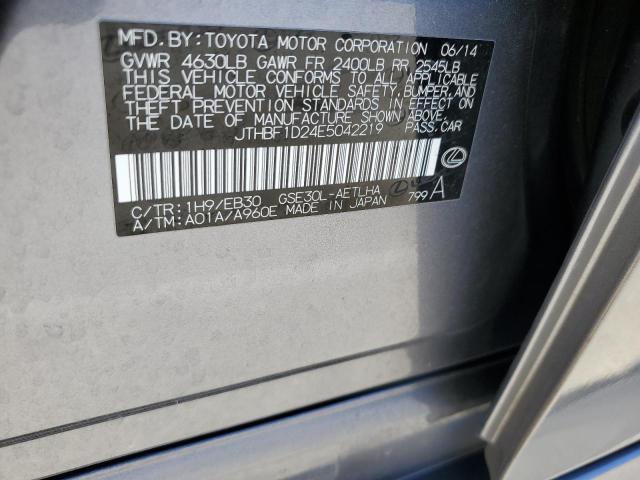 MFD. BY: TOYOTA MOTOR CORPORATION 06/14
GVWR 4630LB GAWR FR 2400LB RR 2545LB
THIS VEHICLE CONFORMS TO ALL APPLICABLE
FEDERAL MOTOR VEHICLE SAFETY, BUMPER, AND
THEFT PREVENTION STANDARDS IN EFFECT ON
THE DATE OF MANUFACTURE SHOWN ABOVE.
JTHBF1D24E5042219 PASS. CAR
C/TR: 1H9/EB30 GSE30L-AETLHA
A/TM: A01A/A960E MADE IN JAPAN 799 A